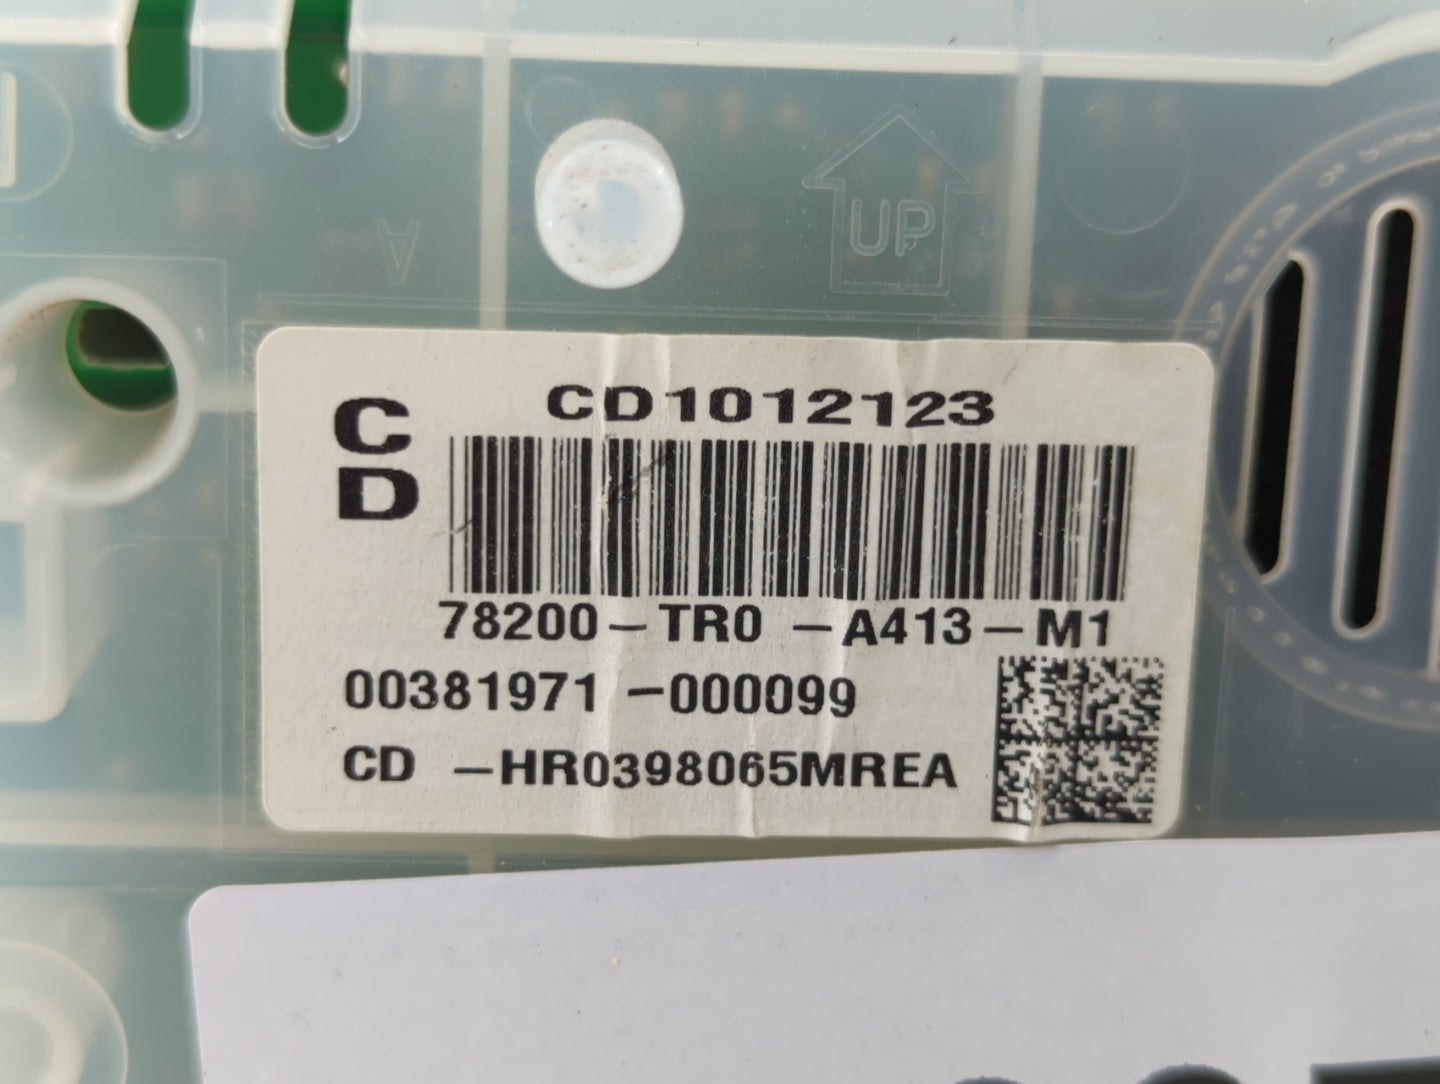 UP
A
C
D
CD1012123
78200-TR0 -A413-M1
00381971 -000099
CD -HR0398065MREA